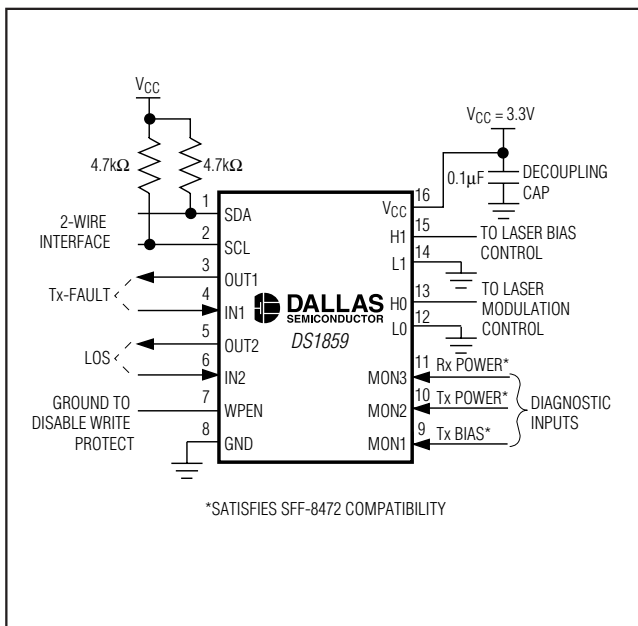 VCC
VCC = 3.3V
4.7kΩ
4.7kΩ
0.1µF
DECOUPLING
CAP
2-WIRE
INTERFACE
1
SDA
2
SCL
Tx-FAULT
3
OUT1
4
IN1
LOS
5
OUT2
6
IN2
GROUND TO
DISABLE WRITE
PROTECT
7
WPEN
8
GND
DALLAS
SEMICONDUCTOR
DS1859
16
VCC
15
H1
TO LASER BIAS
CONTROL
14
L1
13
H0
TO LASER
MODULATION
CONTROL
12
L0
11
MON3
Rx POWER*
10
MON2
Tx POWER*
9
MON1
Tx BIAS*
DIAGNOSTIC
INPUTS
*SATISFIES SFF-8472 COMPATIBILITY